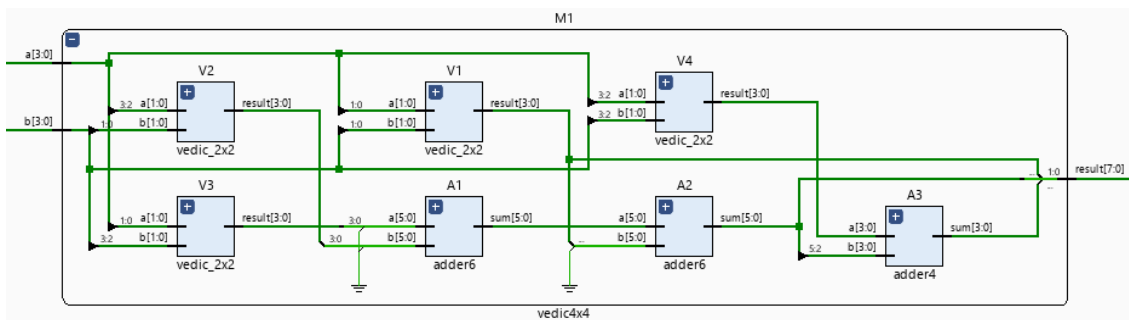 M1
a[3:0]
b[3:0]
V2
3:2 a[1:0] result[3:0]
1:0 b[1:0]
vedic_2x2
V1
1:0 a[1:0] result[3:0]
1:0 b[1:0]
vedic_2x2
V4
3:2 a[1:0] result[3:0]
3:2 b[1:0]
vedic_2x2
V3
1:0 a[1:0] result[3:0]
3:2 b[1:0]
vedic_2x2
A1
3:0 a[5:0] sum[5:0]
3:0 b[5:0]
adder6
A2
a[5:0] sum[5:0]
... b[5:0]
adder6
A3
a[3:0] sum[3:0]
5:2 b[3:0]
adder4
... 1:0 result[7:0]
...
vedic4x4